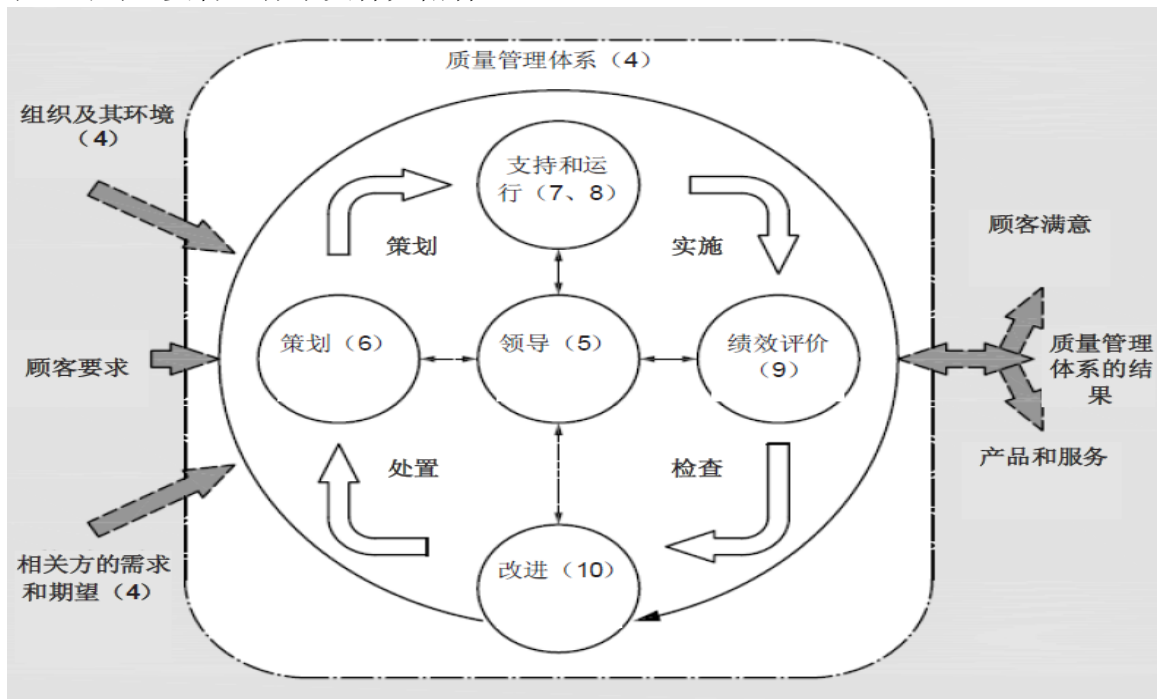 质量管理体系（4）
组织及其环境
（4）
支持和运
行（7、8）
策划
实施
顾客满意
顾客要求
策划（6）
领导（5）
绩效评价
（9）
质量管理
体系的结
果
处置
检查
产品和服务
相关方的需求
和期望（4）
改进（10）